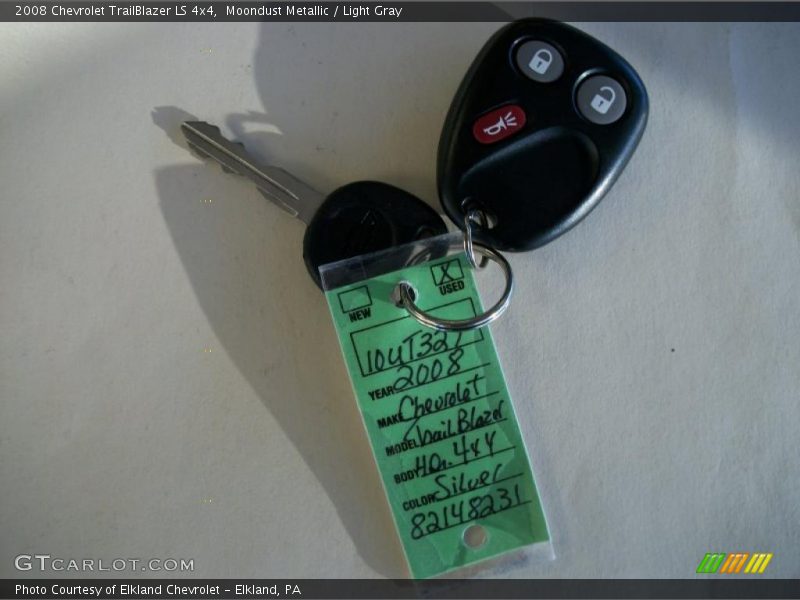 2008 Chevrolet TrailBlazer LS 4x4,  Moondust Metallic / Light Gray
NEW
X
USED
10UT327
YEAR 2008
MAKE Chevrolet
MODEL TrailBlazer
BODY 4Dr. 4x4
COLOR Silver
82148231
GTCARLOT.COM
Photo Courtesy of Elkland Chevrolet – Elkland, PA